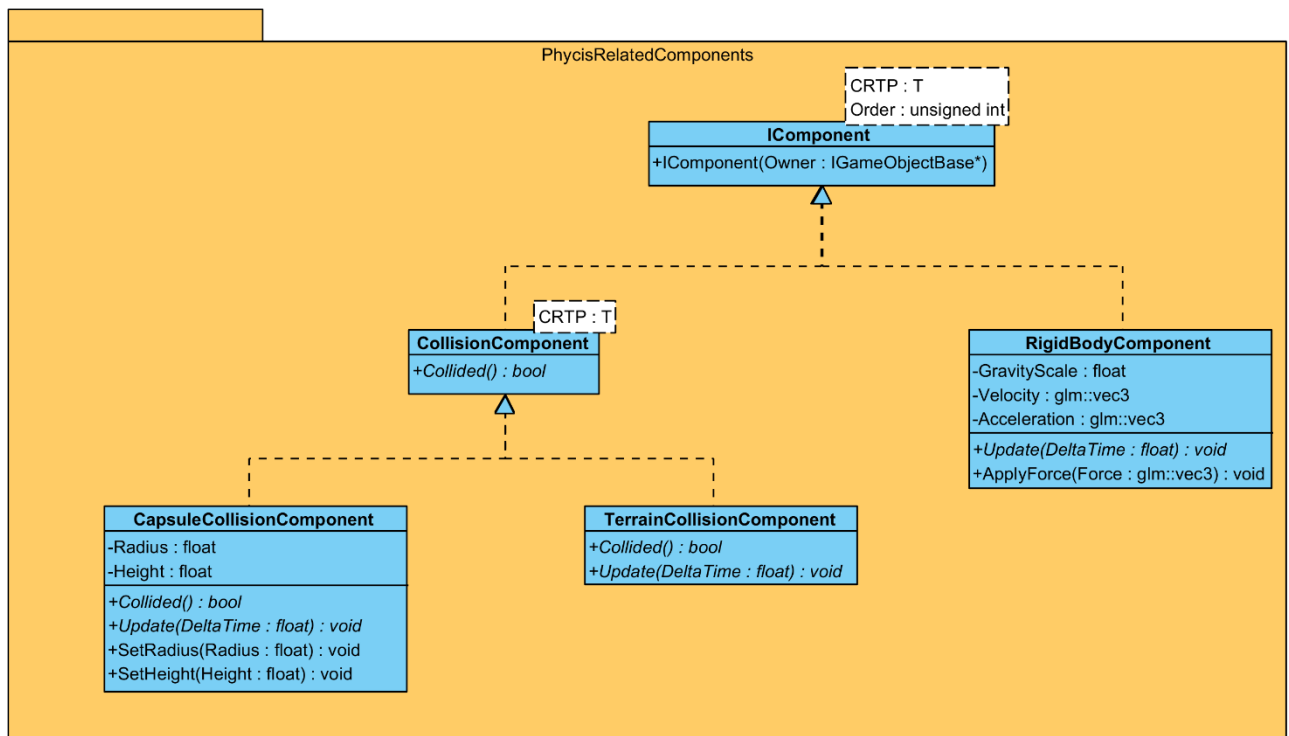 PhycisRelatedComponents
CRTP : T
Order : unsigned int
IComponent
+IComponent(Owner : IGameObjectBase*)
CRTP : T
CollisionComponent
+Collided() : bool
RigidBodyComponent
-GravityScale : float
-Velocity : glm::vec3
-Acceleration : glm::vec3
+Update(DeltaTime : float) : void
+ApplyForce(Force : glm::vec3) : void
CapsuleCollisionComponent
-Radius : float
-Height : float
+Collided() : bool
+Update(DeltaTime : float) : void
+SetRadius(Radius : float) : void
+SetHeight(Height : float) : void
TerrainCollisionComponent
+Collided() : bool
+Update(DeltaTime : float) : void